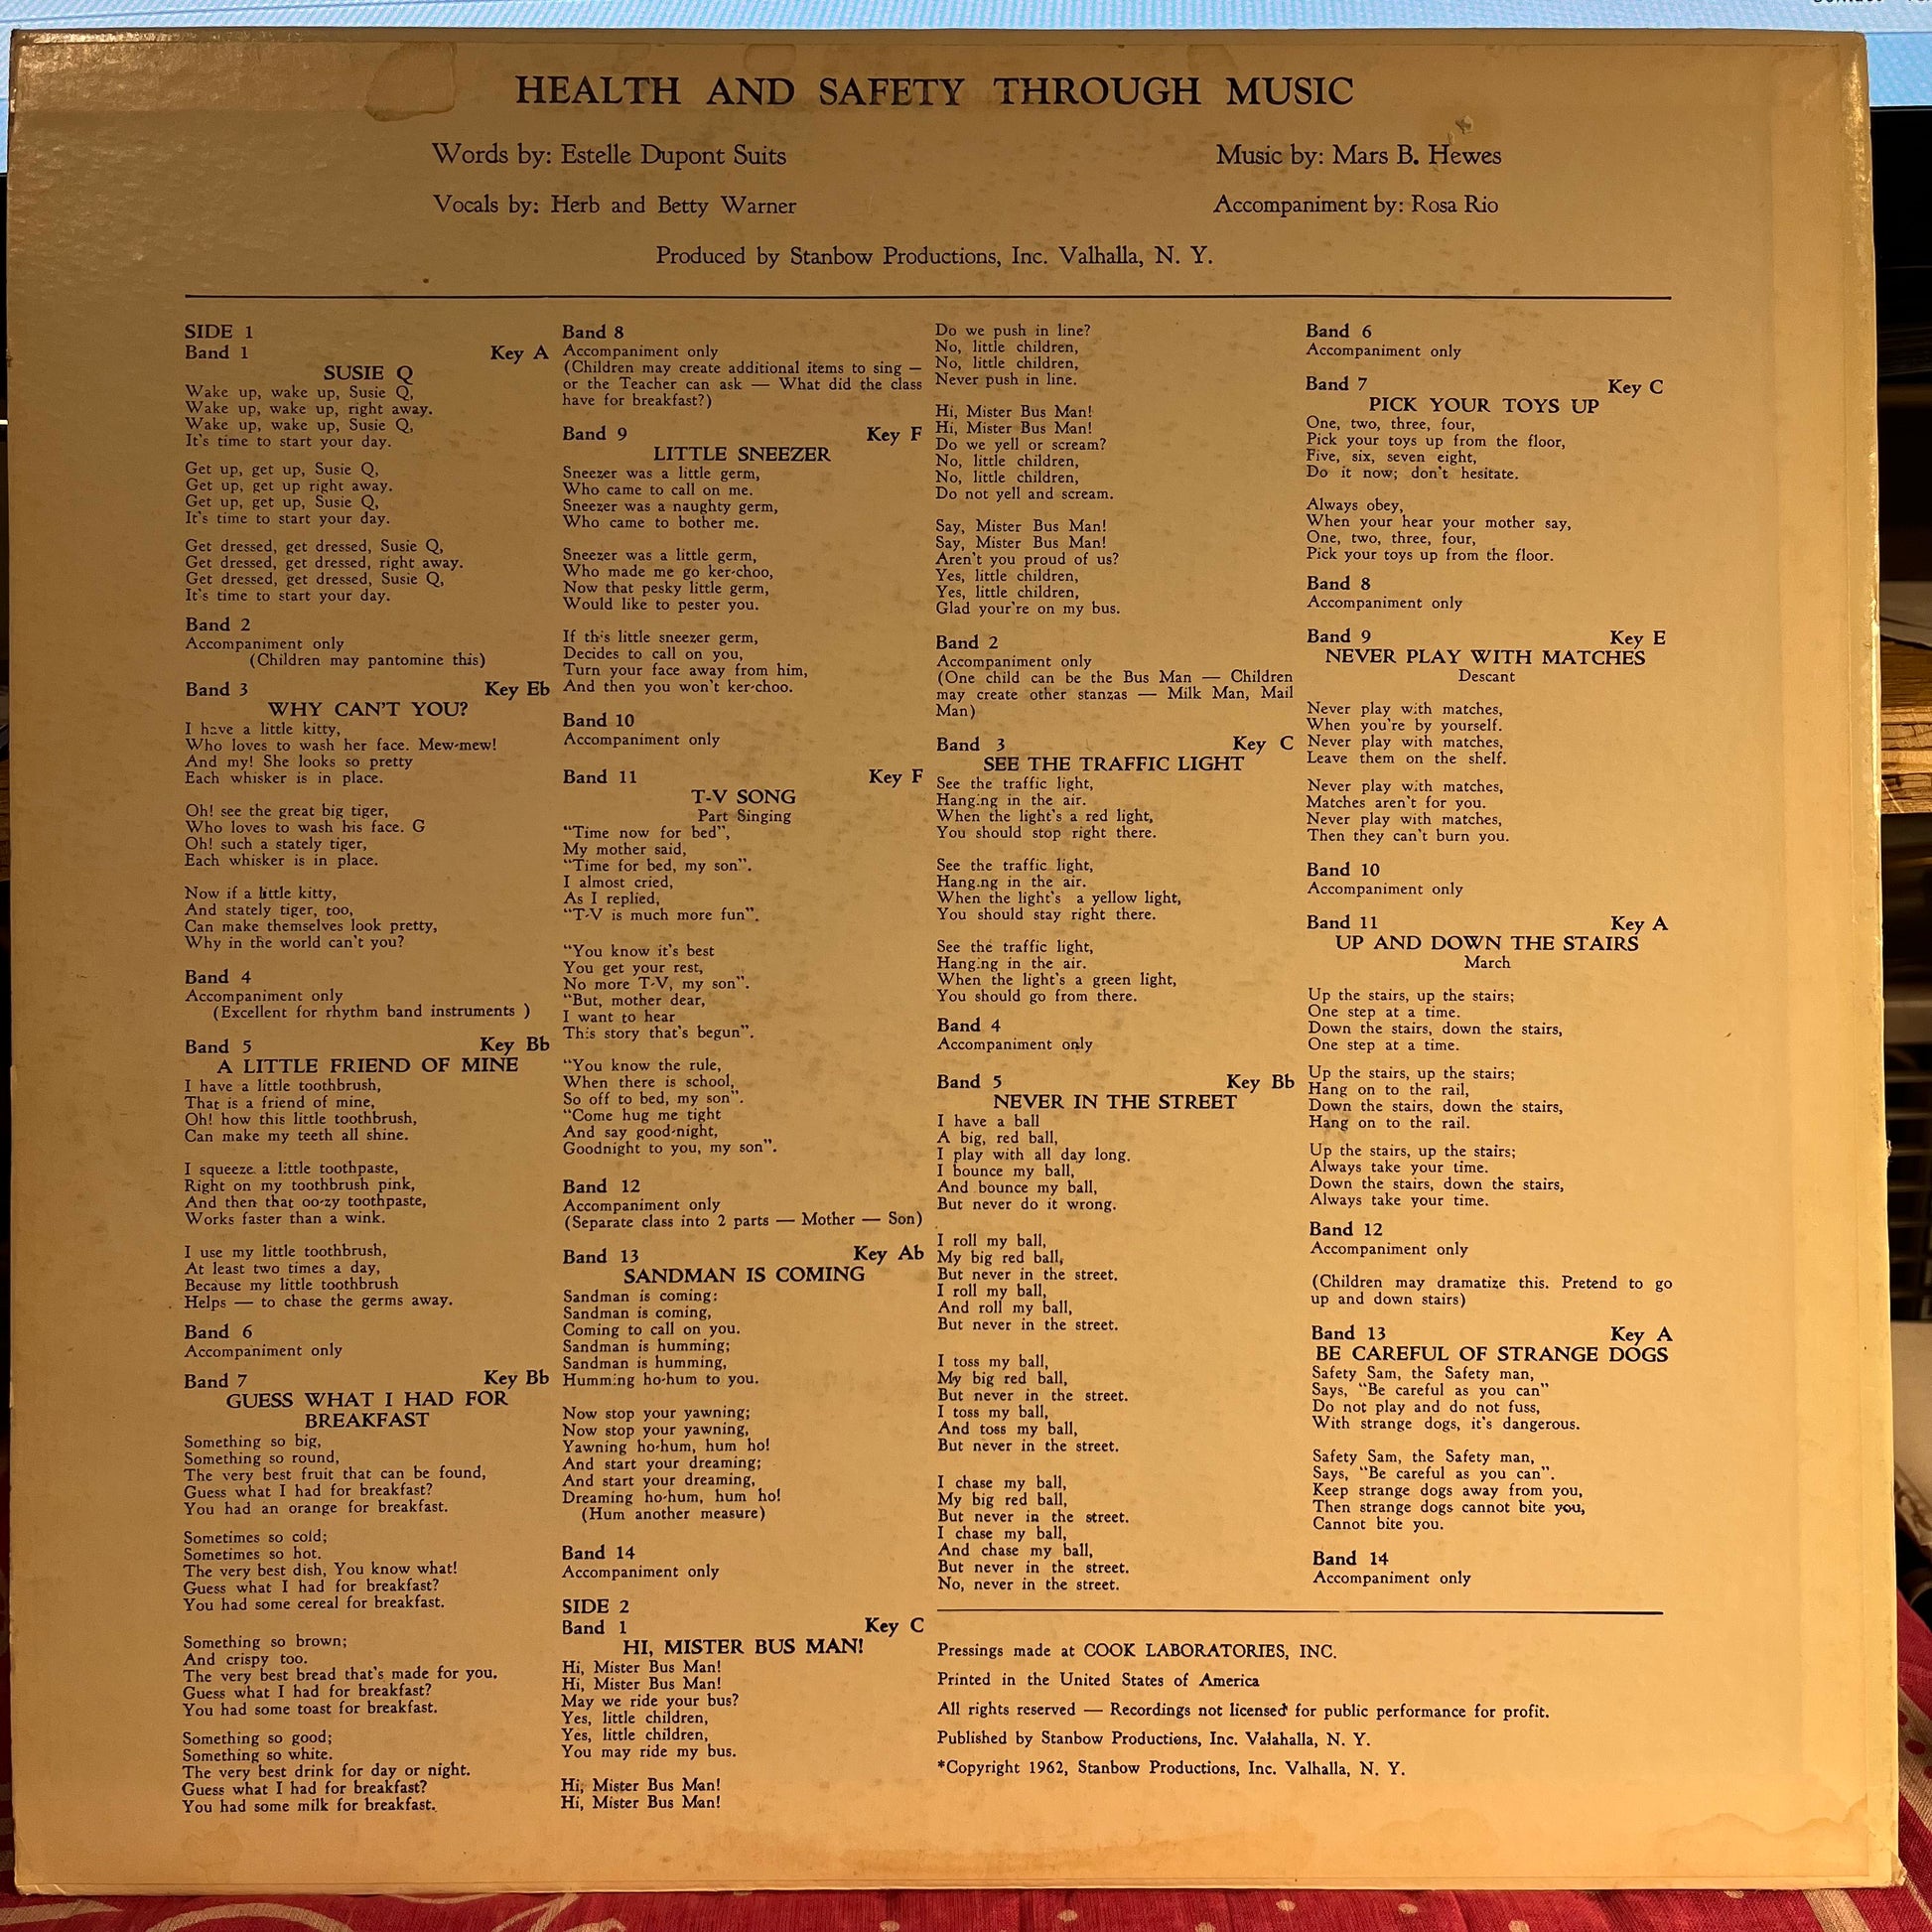 HEALTH AND SAFETY THROUGH MUSIC
Words by: Estelle Dupont Suits
Music by: Mars B. Hewes
Vocals by: Herb and Betty Warner
Accompaniment by: Rosa Rio
Produced by Stanbow Productions, Inc. Valhalla, N. Y.
SIDE 1
Band 1 Key A
SUSIE Q
Wake up, wake up, Susie Q,
Wake up, wake up, right away.
Wake up, wake up, Susie Q,
It's time to start your day.
Get up, get up, Susie Q,
Get up, get up right away.
Get up, get up, Susie Q,
It's time to start your day.
Get dressed, get dressed, Susie Q,
Get dressed, get dressed, right away.
Get dressed, get dressed, Susie Q,
It's time to start your day.
Band 2
Accompaniment only
(Children may pantomine this)
Band 3 Key Eb
WHY CAN'T YOU?
I have a little kitty,
Who loves to wash her face. Mew-mew!
And my! She looks so pretty
Each whisker is in place.
Oh! see the great big tiger,
Who loves to wash his face. G
Oh! such a stately tiger,
Each whisker is in place.
Now if a little kitty,
And stately tiger, too,
Can make themselves look pretty,
Why in the world can't you?
Band 4
Accompaniment only
(Excellent for rhythm band instruments )
Band 5 Key Bb
A LITTLE FRIEND OF MINE
I have a little toothbrush,
That is a friend of mine,
Oh! how this little toothbrush,
Can make my teeth all shine.
I squeeze a little toothpaste,
Right on my toothbrush pink,
And then that oo-zy toothpaste,
Works faster than a wink.
I use my little toothbrush,
At least two times a day,
Because my little toothbrush
Helps — to chase the germs away.
Band 6
Accompaniment only
Band 7 Key Bb
GUESS WHAT I HAD FOR
BREAKFAST
Something so big,
Something so round,
The very best fruit that can be found,
Guess what I had for breakfast?
You had an orange for breakfast.
Sometimes so cold;
Sometimes so hot.
The very best dish, You know what!
Guess what I had for breakfast?
You had some cereal for breakfast.
Something so brown;
And crispy too.
The very best bread that's made for you.
Guess what I had for breakfast?
You had some toast for breakfast.
Something so good;
Something so white.
The very best drink for day or night.
Guess what I had for breakfast?
You had some milk for breakfast.
Band 8
Accompaniment only
(Children may create additional items to sing —
or the Teacher can ask — What did the class
have for breakfast?)
Band 9 Key F
LITTLE SNEEZER
Sneezer was a little germ,
Who came to call on me.
Sneezer was a naughty germ,
Who came to bother me.
Sneezer was a little germ,
Who made me go ker-choo,
Now that pesky little germ,
Would like to pester you.
If this little sneezer germ,
Decides to call on you,
Turn your face away from him,
And then you won't ker-choo.
Band 10
Accompaniment only
Band 11 Key F
T-V SONG
Part Singing
"Time now for bed",
My mother said,
"Time for bed, my son".
I almost cried,
As I replied,
"T-V is much more fun".
"You know it's best
You get your rest,
No more T-V, my son".
"But, mother dear,
I want to hear
This story that's begun".
"You know the rule,
When there is school,
So off to bed, my son".
"Come hug me tight
And say good-night,
Goodnight to you, my son".
Band 12
Accompaniment only
(Separate class into 2 parts — Mother — Son)
Band 13 Key Ab
SANDMAN IS COMING
Sandman is coming;
Sandman is coming,
Coming to call on you.
Sandman is humming;
Sandman is humming,
Humming ho-hum to you.
Now stop your yawning;
Now stop your yawning,
Yawning ho-hum, hum ho!
And start your dreaming;
And start your dreaming,
Dreaming ho-hum, hum ho!
(Hum another measure)
Band 14
Accompaniment only
SIDE 2
Band 1 Key C
HI, MISTER BUS MAN!
Hi, Mister Bus Man!
Hi, Mister Bus Man!
May we ride your bus?
Yes, little children,
Yes, little children,
You may ride my bus.
Hi, Mister Bus Man!
Hi, Mister Bus Man!
Do we push in line?
No, little children,
No, little children,
Never push in line.
Hi, Mister Bus Man!
Hi, Mister Bus Man!
Do we yell or scream?
No, little children,
No, little children,
Do not yell and scream.
Say, Mister Bus Man!
Say, Mister Bus Man!
Aren't you proud of us?
Yes, little children,
Yes, little children,
Glad your're on my bus.
Band 2
Accompaniment only
(One child can be the Bus Man — Children
may create other stanzas — Milk Man, Mail
Man)
Band 3 Key C
SEE THE TRAFFIC LIGHT
See the traffic light,
Hanging in the air.
When the light's a red light,
You should stop right there.
See the traffic light,
Hanging in the air.
When the light's a yellow light,
You should stay right there.
See the traffic light,
Hanging in the air.
When the light's a green light,
You should go from there.
Band 4
Accompaniment only
Band 5 Key Bb
NEVER IN THE STREET
I have a ball
A big, red ball,
I play with all day long.
I bounce my ball,
And bounce my ball,
But never do it wrong.
I roll my ball,
My big red ball,
But never in the street.
I roll my ball,
And roll my ball,
But never in the street.
I toss my ball,
My big red ball,
But never in the street.
I toss my ball,
And toss my ball,
But never in the street.
I chase my ball,
My big red ball,
But never in the street.
I chase my ball,
And chase my ball,
But never in the street.
No, never in the street.
Band 6
Accompaniment only
Band 7 Key C
PICK YOUR TOYS UP
One, two, three, four,
Pick your toys up from the floor,
Five, six, seven eight,
Do it now; don't hesitate.
Always obey,
When your hear your mother say,
One, two, three, four,
Pick your toys up from the floor.
Band 8
Accompaniment only
Band 9 Key E
NEVER PLAY WITH MATCHES
Descant
Never play with matches,
When you're by yourself.
Never play with matches,
Leave them on the shelf.
Never play with matches,
Matches aren't for you.
Never play with matches,
Then they can't burn you.
Band 10
Accompaniment only
Band 11 Key A
UP AND DOWN THE STAIRS
March
Up the stairs, up the stairs;
One step at a time.
Down the stairs, down the stairs,
One step at a time.
Up the stairs, up the stairs;
Hang on to the rail,
Down the stairs, down the stairs,
Hang on to the rail.
Up the stairs, up the stairs;
Always take your time.
Down the stairs, down the stairs,
Always take your time.
Band 12
Accompaniment only
(Children may dramatize this. Pretend to go
up and down stairs)
Band 13 Key A
BE CAREFUL OF STRANGE DOGS
Safety Sam, the Safety man,
Says, "Be careful as you can"
Do not play and do not fuss,
With strange dogs, it's dangerous.
Safety Sam, the Safety man,
Says, "Be careful as you can".
Keep strange dogs away from you,
Then strange dogs cannot bite you,
Cannot bite you.
Band 14
Accompaniment only
Pressings made at COOK LABORATORIES, INC.
Printed in the United States of America
All rights reserved — Recordings not licensed for public performance for profit.
Published by Stanbow Productions, Inc. Valahalla, N. Y.
*Copyright 1962, Stanbow Productions, Inc. Valhalla, N. Y.